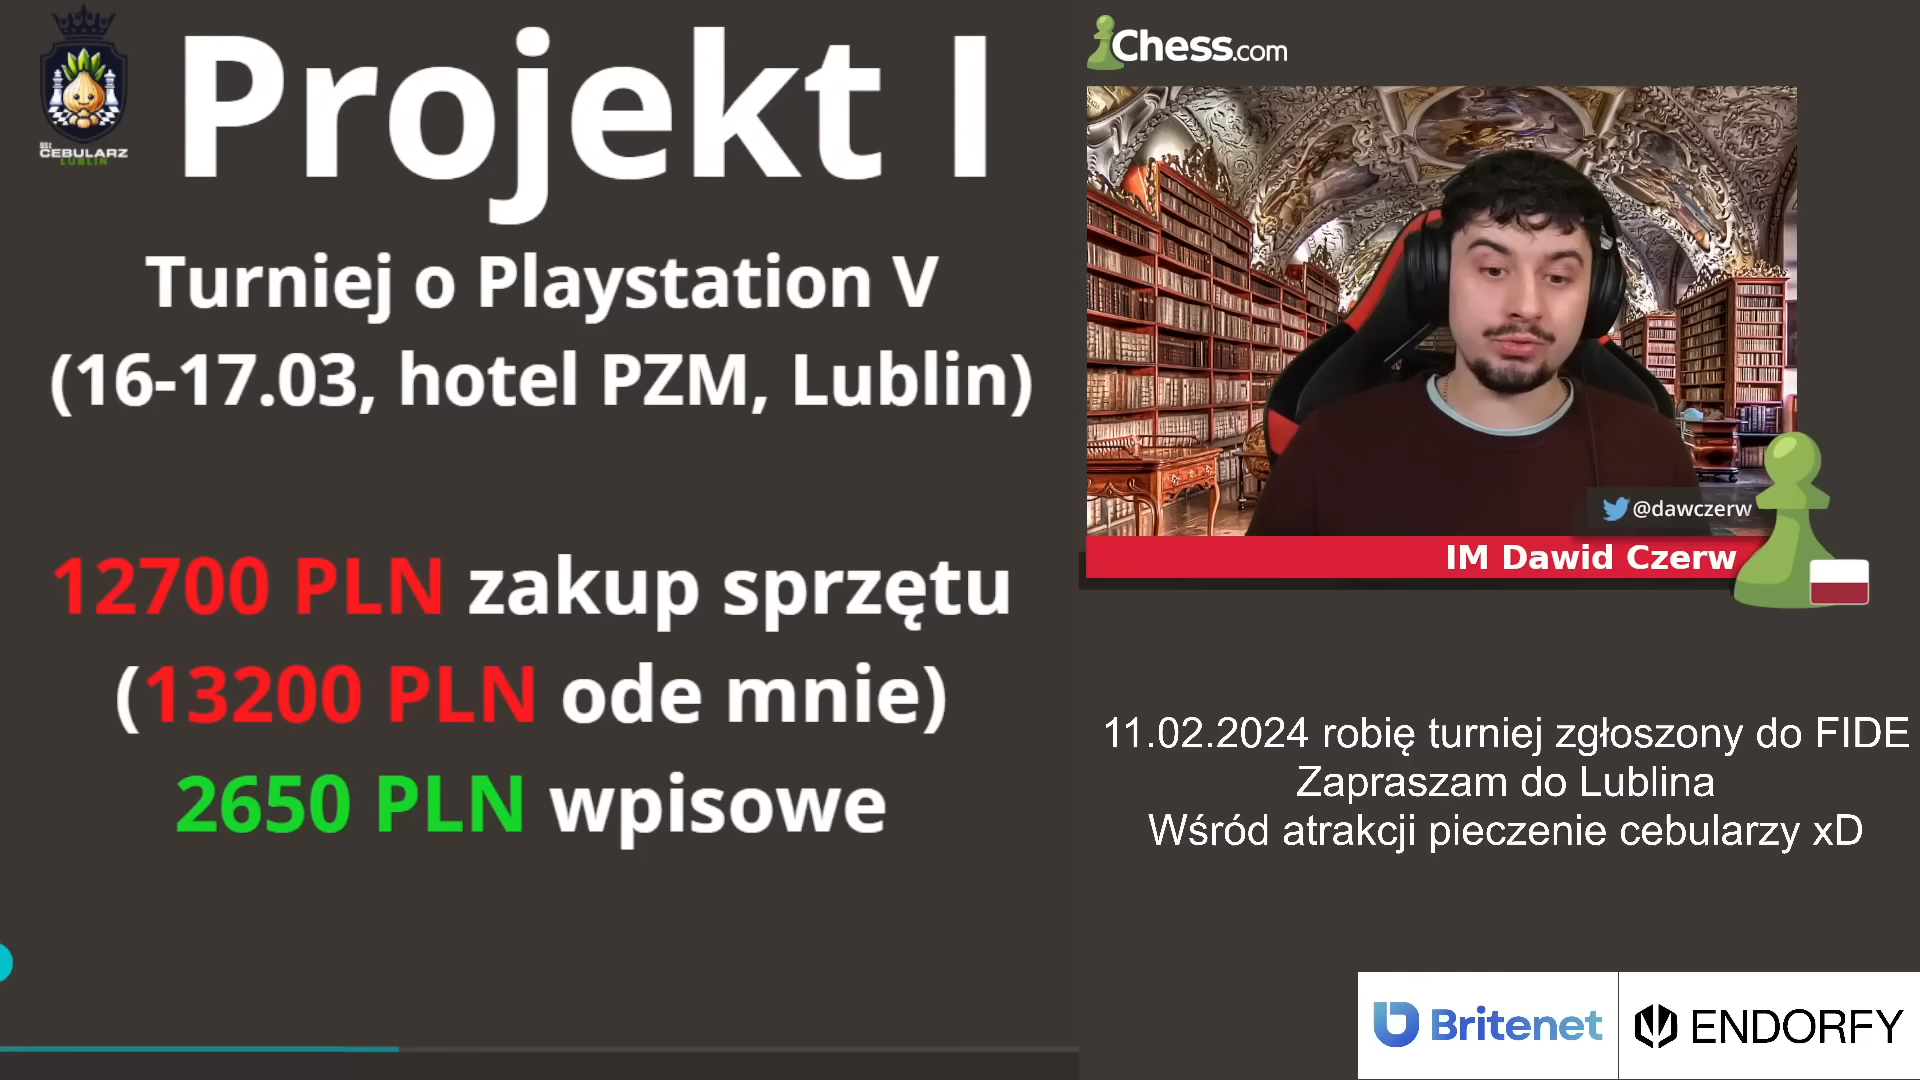 SSz
CEBULARZ
LUBLIN
Projekt I
Turniej o Playstation V
(16-17.03, hotel PZM, Lublin)
12700 PLN zakup sprzętu
(13200 PLN ode mnie)
2650 PLN wpisowe
Chess.com
@dawczerw
IM Dawid Czerw
11.02.2024 robię turniej zgłoszony do FIDE
Zapraszam do Lublina
Wśród atrakcji pieczenie cebularzy xD
Britenet
ENDORFY